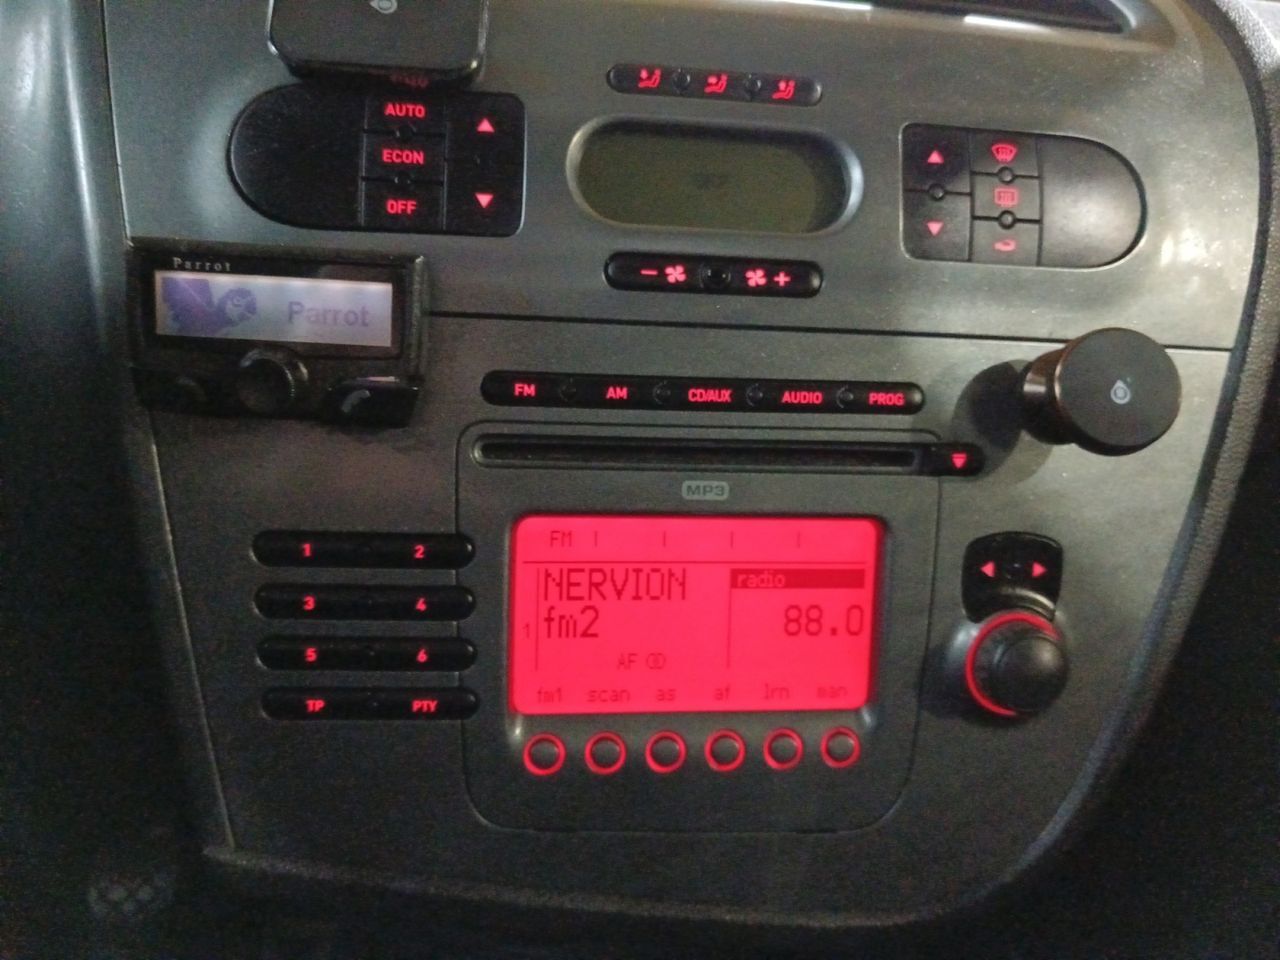 AUTO
ECON
OFF
Parrot
Parrot
FM AM CD/AUX AUDIO PROG
MP3
1 2
3 4
5 6
TP PTY
FM
NERVION radio
fm2 88.0
1
AF
fm1 scan as af lrn man